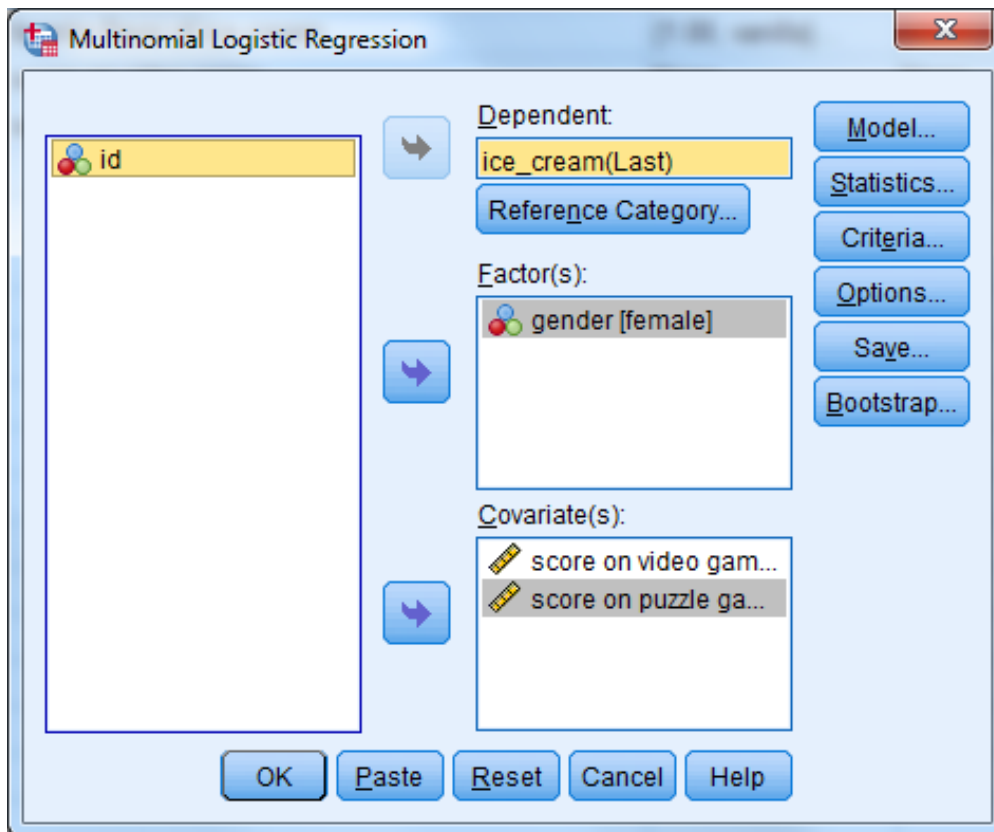 Multinomial Logistic Regression
id
Dependent:
ice_cream(Last)
Reference Category...
Factor(s):
gender [female]
Covariate(s):
score on video gam...
score on puzzle ga...
Model...
Statistics...
Criteria...
Options...
Save...
Bootstrap...
OK
Paste
Reset
Cancel
Help